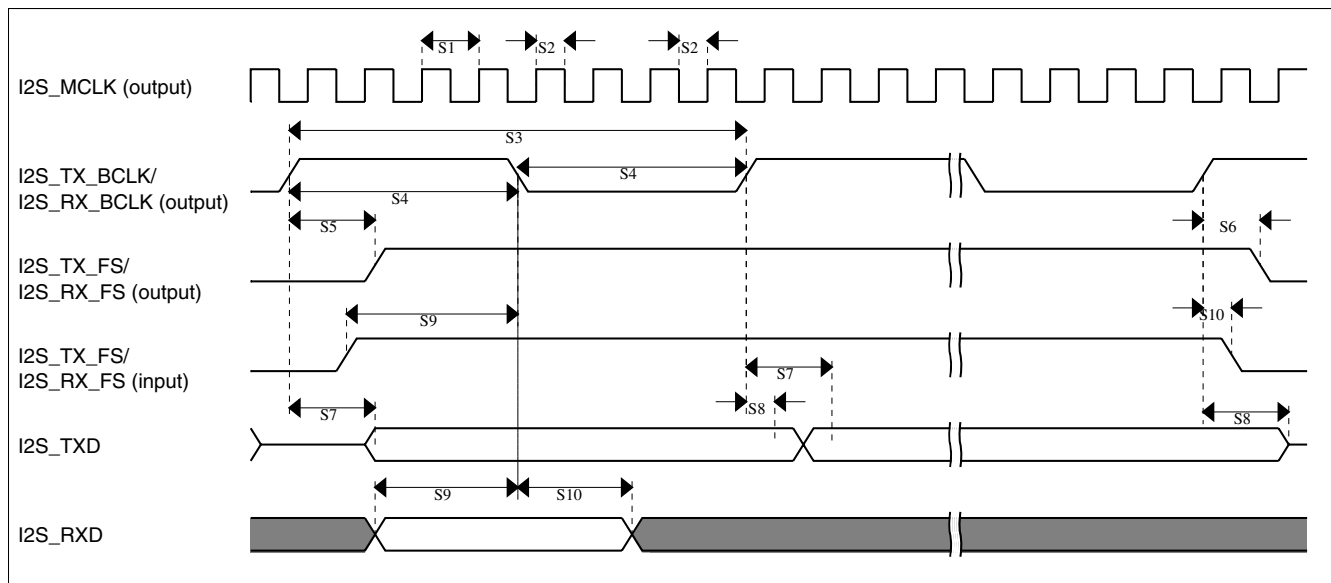 S1
S2
S2
I2S_MCLK (output)
S3
I2S_TX_BCLK/
I2S_RX_BCLK (output)
S4
S4
S5
S6
I2S_TX_FS/
I2S_RX_FS (output)
S9
S10
I2S_TX_FS/
I2S_RX_FS (input)
S7
S7
S8
S8
I2S_TXD
S9
S10
I2S_RXD